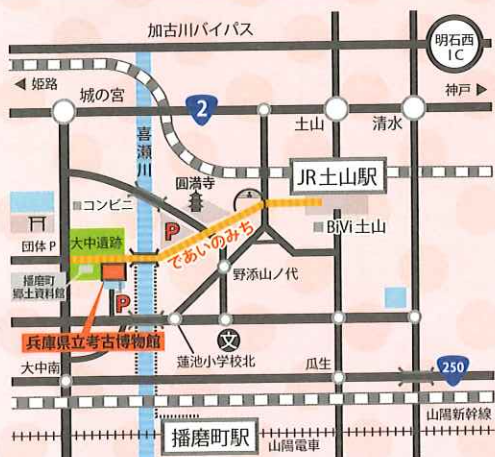 加古川バイパス
明石西
IC
姫路
神戸
城の宮
2
土山
清水
喜瀬川
圓満寺
JR土山駅
コンビニ
P
BiVi土山
団体P
大中遺跡
であいのみち
野添山ノ代
播磨町
郷土資料館
P
兵庫県立考古博物館
文
蓮池小学校北
大中南
瓜生
250
山陽新幹線
播磨町駅
山陽電車